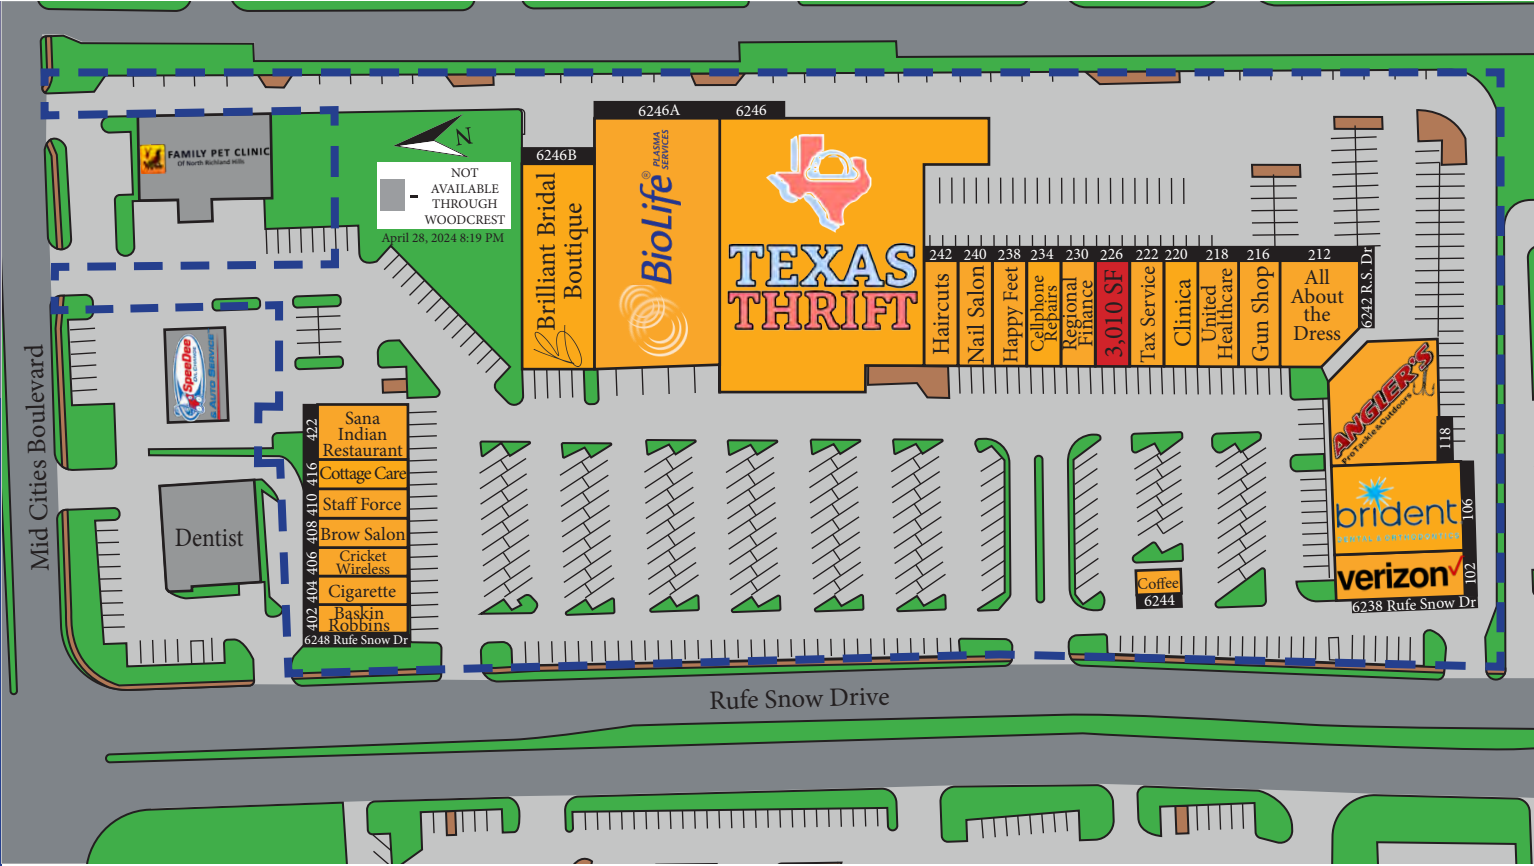 6246A
6246
FAMILY PET CLINIC
Of North Richland Hills
N
NOT
AVAILABLE
THROUGH
WOODCREST
April 28, 2024 8:19 PM
6246B
Brilliant Bridal
Boutique
BioLife®
PLASMA
SERVICES
TEXAS
THRIFT
242
Haircuts
240
Nail Salon
238
Happy Feet
234
Cellphone
Repairs
230
Regional
Finance
226
3,010 SF
222
Tax Service
220
Clinica
218
United
Healthcare
216
Gun Shop
212
All
About
the
Dress
6242 R.S. Dr
ANGLER'S
Pro Tackle & Outdoors
118
brident
DENTAL & ORTHODONTICS
106
verizon
102
6238 Rufe Snow Dr
Coffee
6244
SpeeDee
Oil Change
& AUTO SERVICE
Mid Cities Boulevard
Dentist
422
Sana
Indian
Restaurant
416
Cottage Care
410
Staff Force
408
Brow Salon
406
Cricket
Wireless
404
Cigarette
402
Baskin
Robbins
6248 Rufe Snow Dr
Rufe Snow Drive